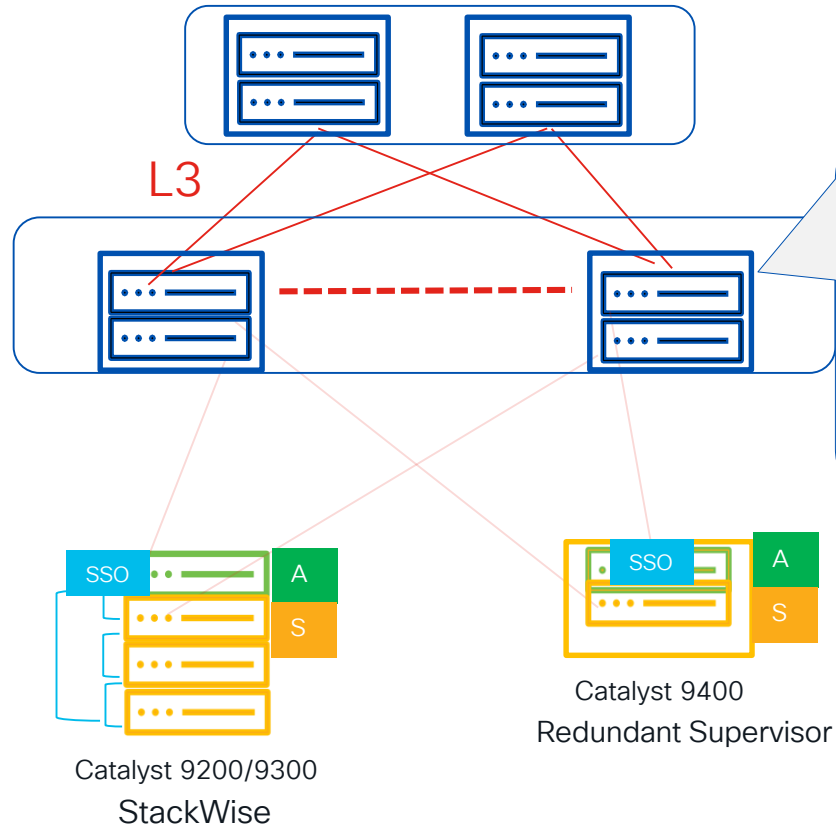 L3
SSO
A
S
SSO
A
S
Catalyst 9400
Redundant Supervisor
Catalyst 9200/9300
StackWise